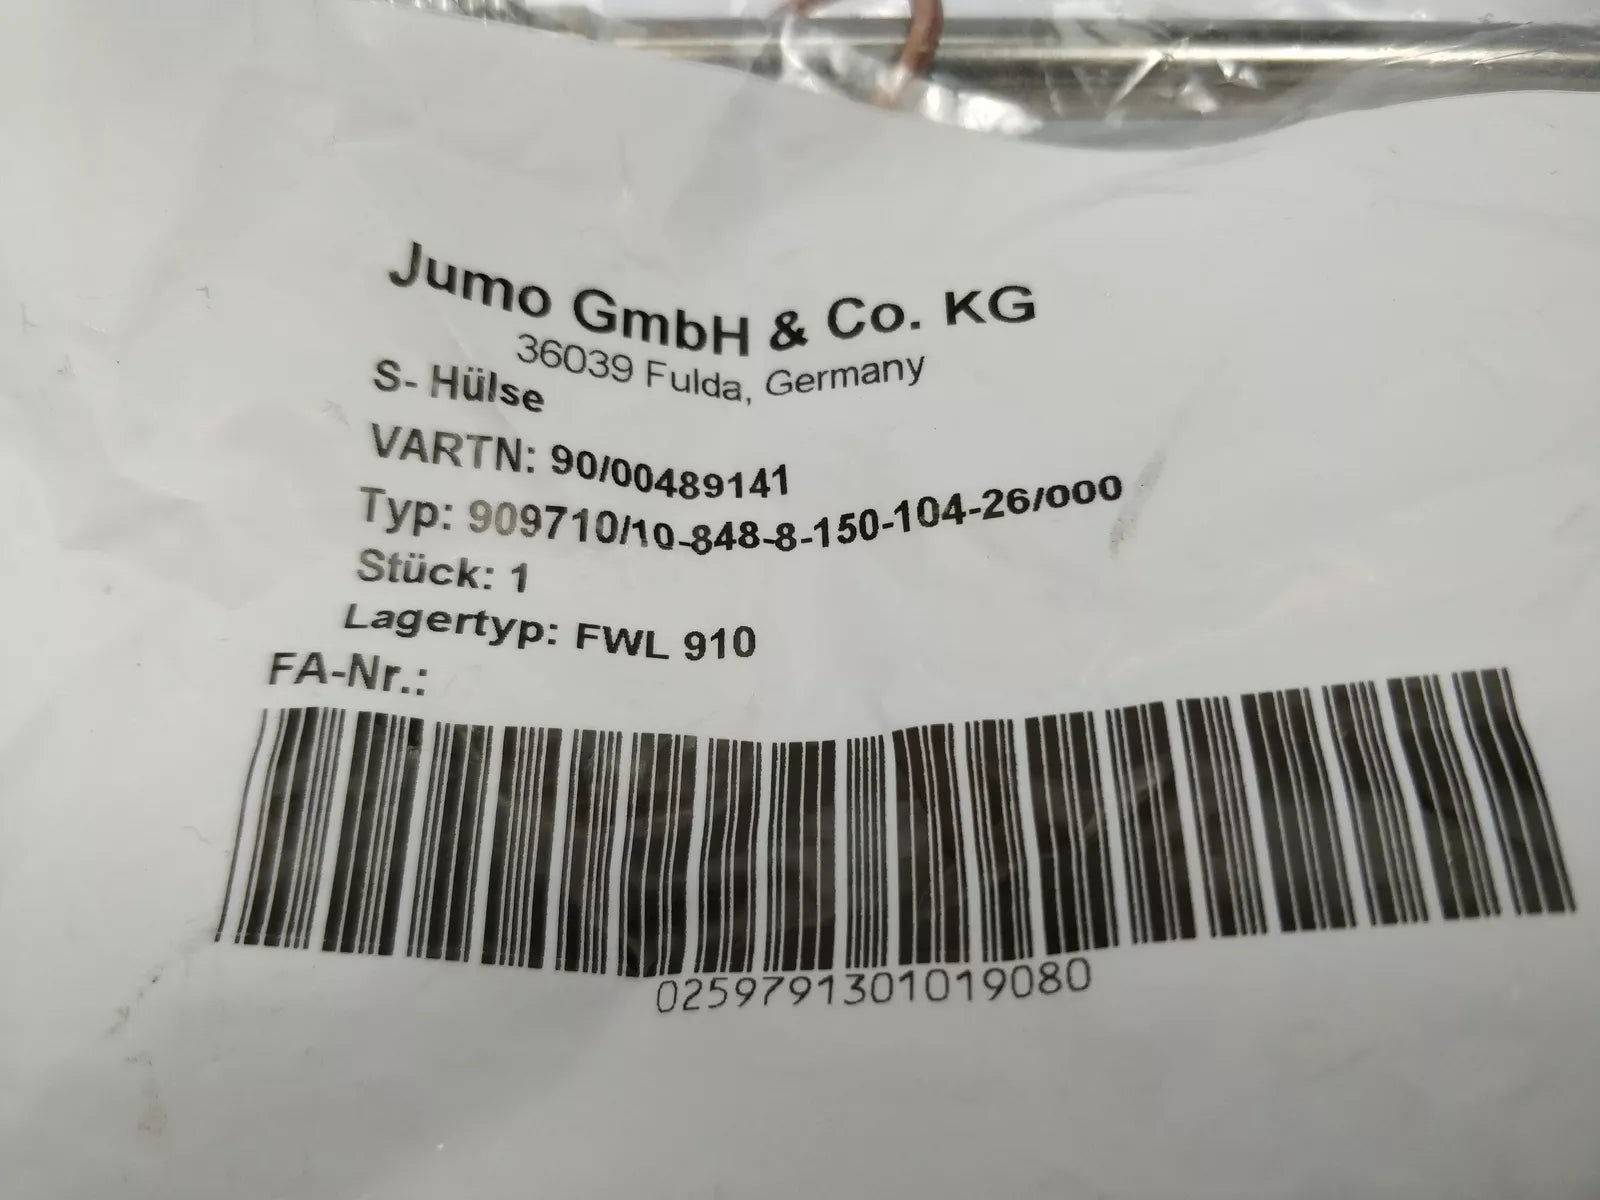 Jumo GmbH & Co. KG
36039 Fulda, Germany
S- Hülse
VARTN: 90/00489141
Typ: 909710/10-848-8-150-104-26/000
Stück: 1
Lagertyp: FWL 910
FA-Nr.:
0259791301019080